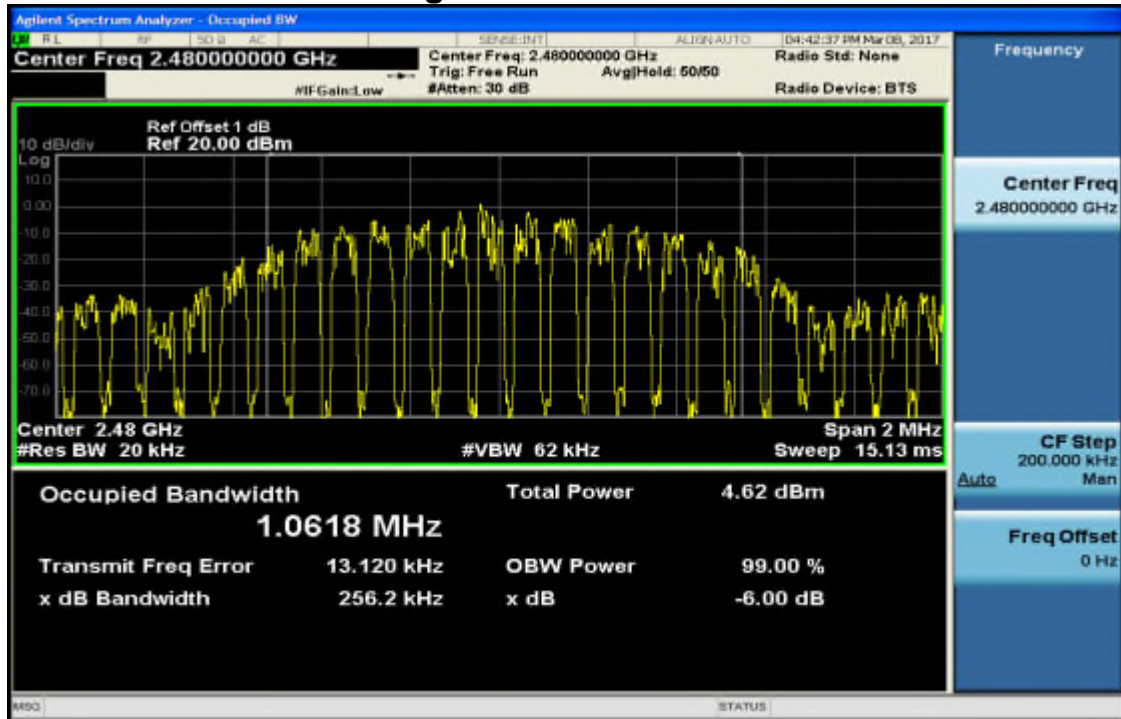 Agilent Spectrum Analyzer - Occupied BW
RL RF 50 Ω AC SENSE:INT ALIGN AUTO 04:42:37 PM Mar 08, 2017
Center Freq 2.480000000 GHz
Center Freq: 2.480000000 GHz
Radio Std: None
Trig: Free Run Avg|Hold: 50/50
#IFGain:Low #Atten: 30 dB Radio Device: BTS
Ref Offset 1 dB
10 dB/div Ref 20.00 dBm
Log
10.0
0.00
-10.0
-20.0
-30.0
-40.0
-50.0
-60.0
-70.0
Center 2.48 GHz Span 2 MHz
#Res BW 20 kHz #VBW 62 kHz Sweep 15.13 ms
Occupied Bandwidth Total Power 4.62 dBm
1.0618 MHz
Transmit Freq Error 13.120 kHz OBW Power 99.00 %
x dB Bandwidth 256.2 kHz x dB -6.00 dB
MSG STATUS
Frequency
Center Freq
2.480000000 GHz
CF Step
200.000 kHz
Auto Man
Freq Offset
0 Hz